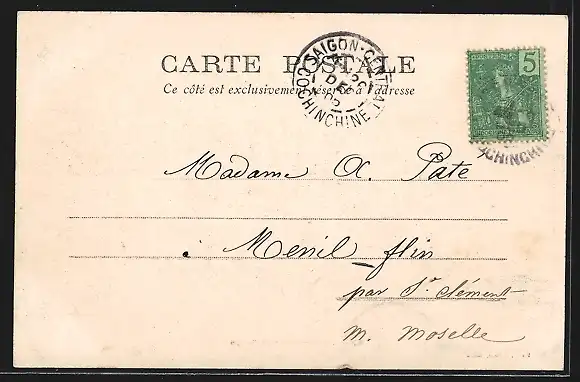 CARTE POSTALE
Ce côté est exclusivement réservé à l'adresse
SAIGON-CENTRAL
COCHINCHINE
5
Madame A. Pate
à Menil flin
par St Clément
M. Moselle